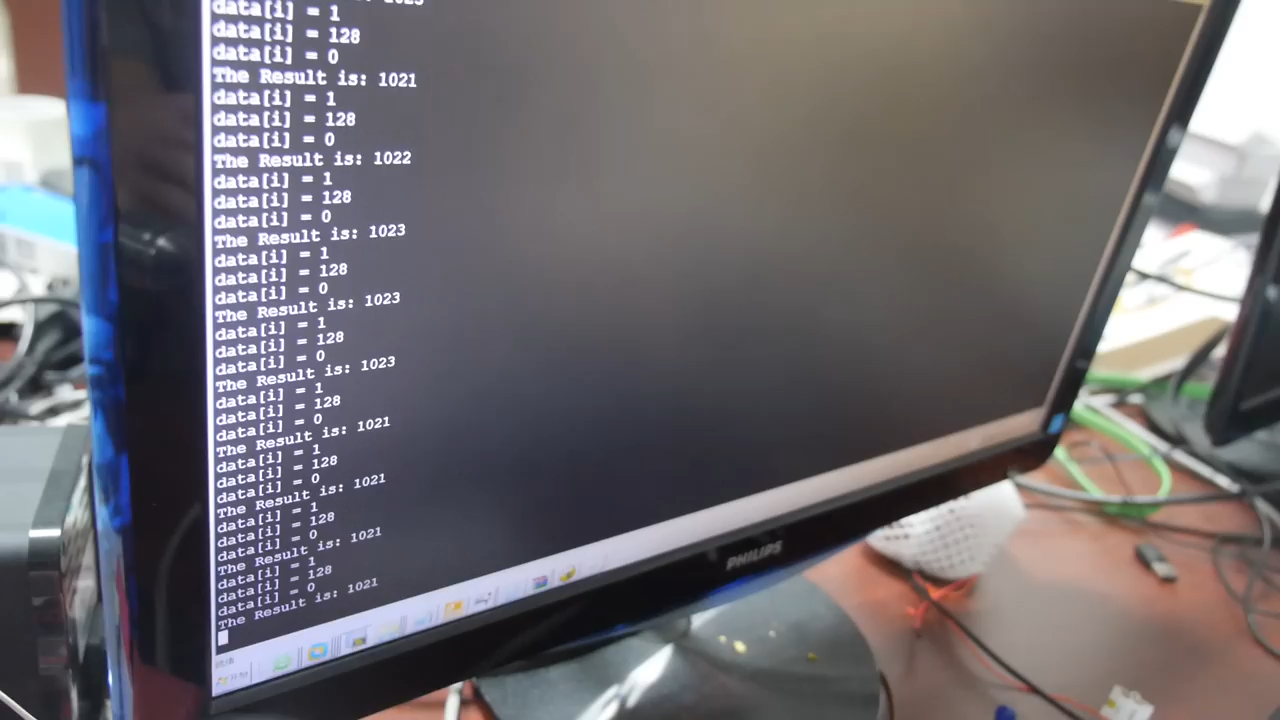 data[i] = 1
data[i] = 128
data[i] = 0
The Result is: 1021
data[i] = 1
data[i] = 128
data[i] = 0
The Result is: 1022
data[i] = 1
data[i] = 128
data[i] = 0
The Result is: 1023
data[i] = 1
data[i] = 128
data[i] = 0
The Result is: 1023
data[i] = 1
data[i] = 128
data[i] = 0
The Result is: 1023
data[i] = 1
data[i] = 128
data[i] = 0
The Result is: 1021
data[i] = 1
data[i] = 128
data[i] = 0
The Result is: 1021
data[i] = 1
data[i] = 128
data[i] = 0
The Result is: 1021
data[i] = 1
data[i] = 128
data[i] = 0
The Result is: 1021
开始
PHILIPS